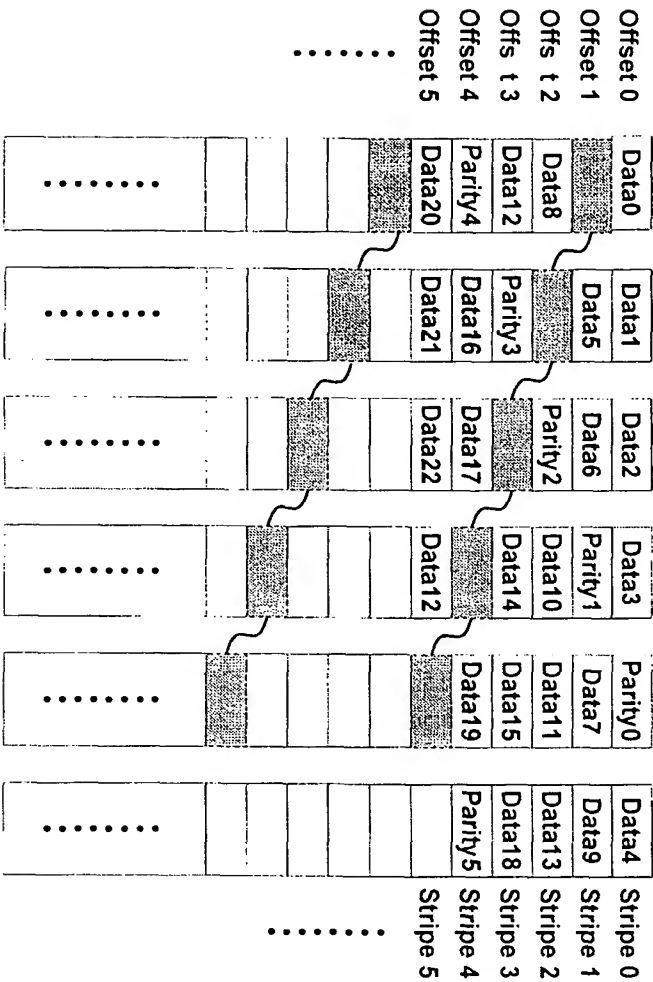 Offset 0 Data0 Data1 Data2 Data3 Parity0 Data4 Stripe 0
Offset 1 Data5 Data6 Parity1 Data7 Data9 Stripe 1
Offs t 2 Data8 Parity2 Data10 Data11 Data13 Stripe 2
Offs t 3 Data12 Parity3 Data14 Data15 Data18 Stripe 3
Offset 4 Parity4 Data16 Data17 Data19 Parity5 Stripe 4
Offset 5 Data20 Data21 Data22 Data12 Stripe 5